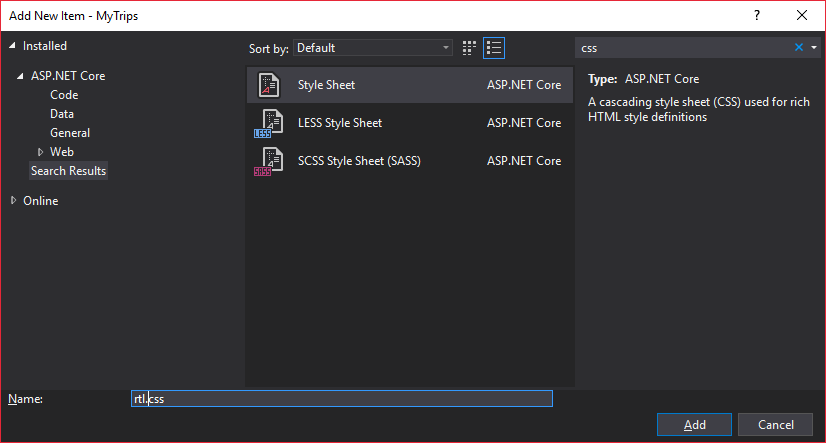 Add New Item - MyTrips
?
Installed
Sort by: Default
css
ASP.NET Core
Code
Data
General
Web
Search Results
Online
Style Sheet ASP.NET Core
LESS LESS Style Sheet ASP.NET Core
SASS SCSS Style Sheet (SASS) ASP.NET Core
Type: ASP.NET Core
A cascading style sheet (CSS) used for rich
HTML style definitions
Name: rtl.css
Add Cancel